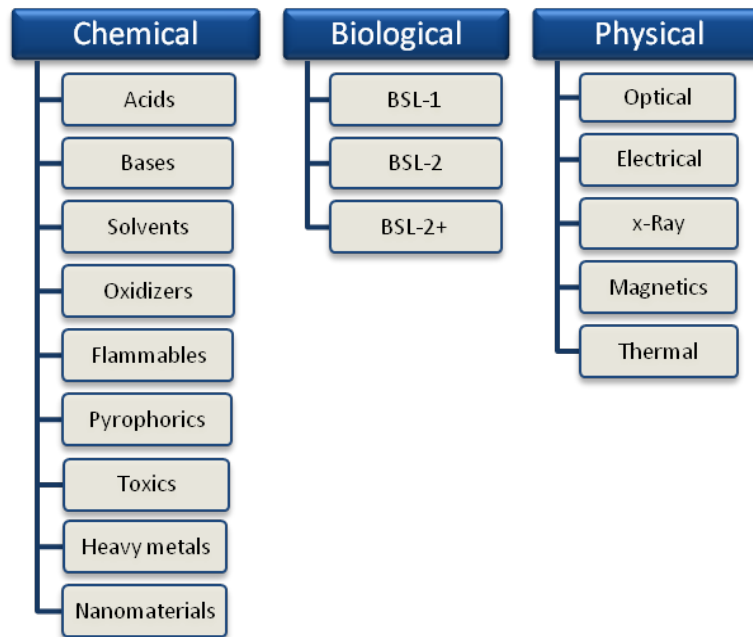 Chemical
Acids
Bases
Solvents
Oxidizers
Flammables
Pyrophorics
Toxics
Heavy metals
Nanomaterials
Biological
BSL-1
BSL-2
BSL-2+
Physical
Optical
Electrical
x-Ray
Magnetics
Thermal